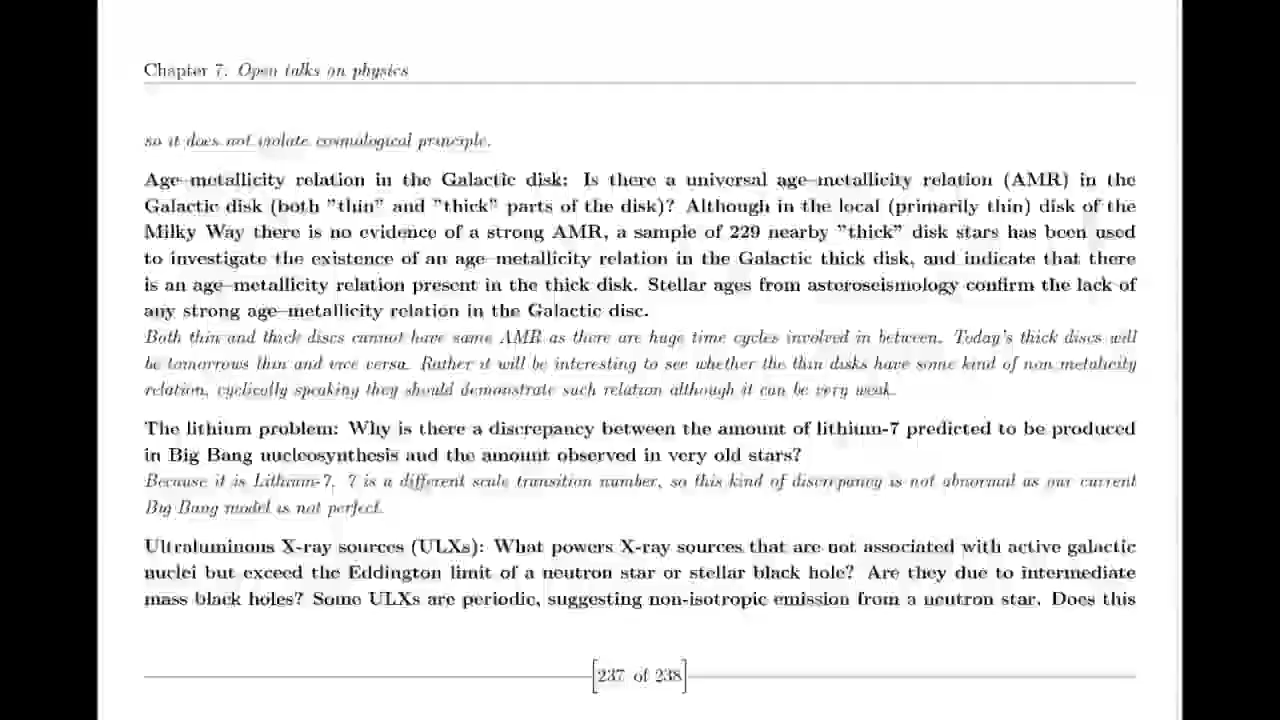 Chapter 7. Open talks on physics
so it does not violate cosmological principle.
Age–metallicity relation in the Galactic disk: Is there a universal age–metallicity relation (AMR) in the
Galactic disk (both "thin" and "thick" parts of the disk)? Although in the local (primarily thin) disk of the
Milky Way there is no evidence of a strong AMR, a sample of 229 nearby "thick" disk stars has been used
to investigate the existence of an age–metallicity relation in the Galactic thick disk, and indicate that there
is an age–metallicity relation present in the thick disk. Stellar ages from asteroseismology confirm the lack of
any strong age–metallicity relation in the Galactic disc.
Both thin and thick discs cannot have same AMR as there are huge time cycles involved in between. Today's thick discs will
be tomorrows thin and vice versa. Rather it will be interesting to see whether the thin disks have some kind of non metalicity
relation, cyclically speaking they should demonstrate such relation although it can be very weak.
The lithium problem: Why is there a discrepancy between the amount of lithium-7 predicted to be produced
in Big Bang nucleosynthesis and the amount observed in very old stars?
Because it is Lithium-7, 7 is a different scale transition number, so this kind of discrepancy is not abnormal as our current
Big Bang model is not perfect.
Ultraluminous X-ray sources (ULXs): What powers X-ray sources that are not associated with active galactic
nuclei but exceed the Eddington limit of a neutron star or stellar black hole? Are they due to intermediate
mass black holes? Some ULXs are periodic, suggesting non-isotropic emission from a neutron star. Does this
[237 of 238]